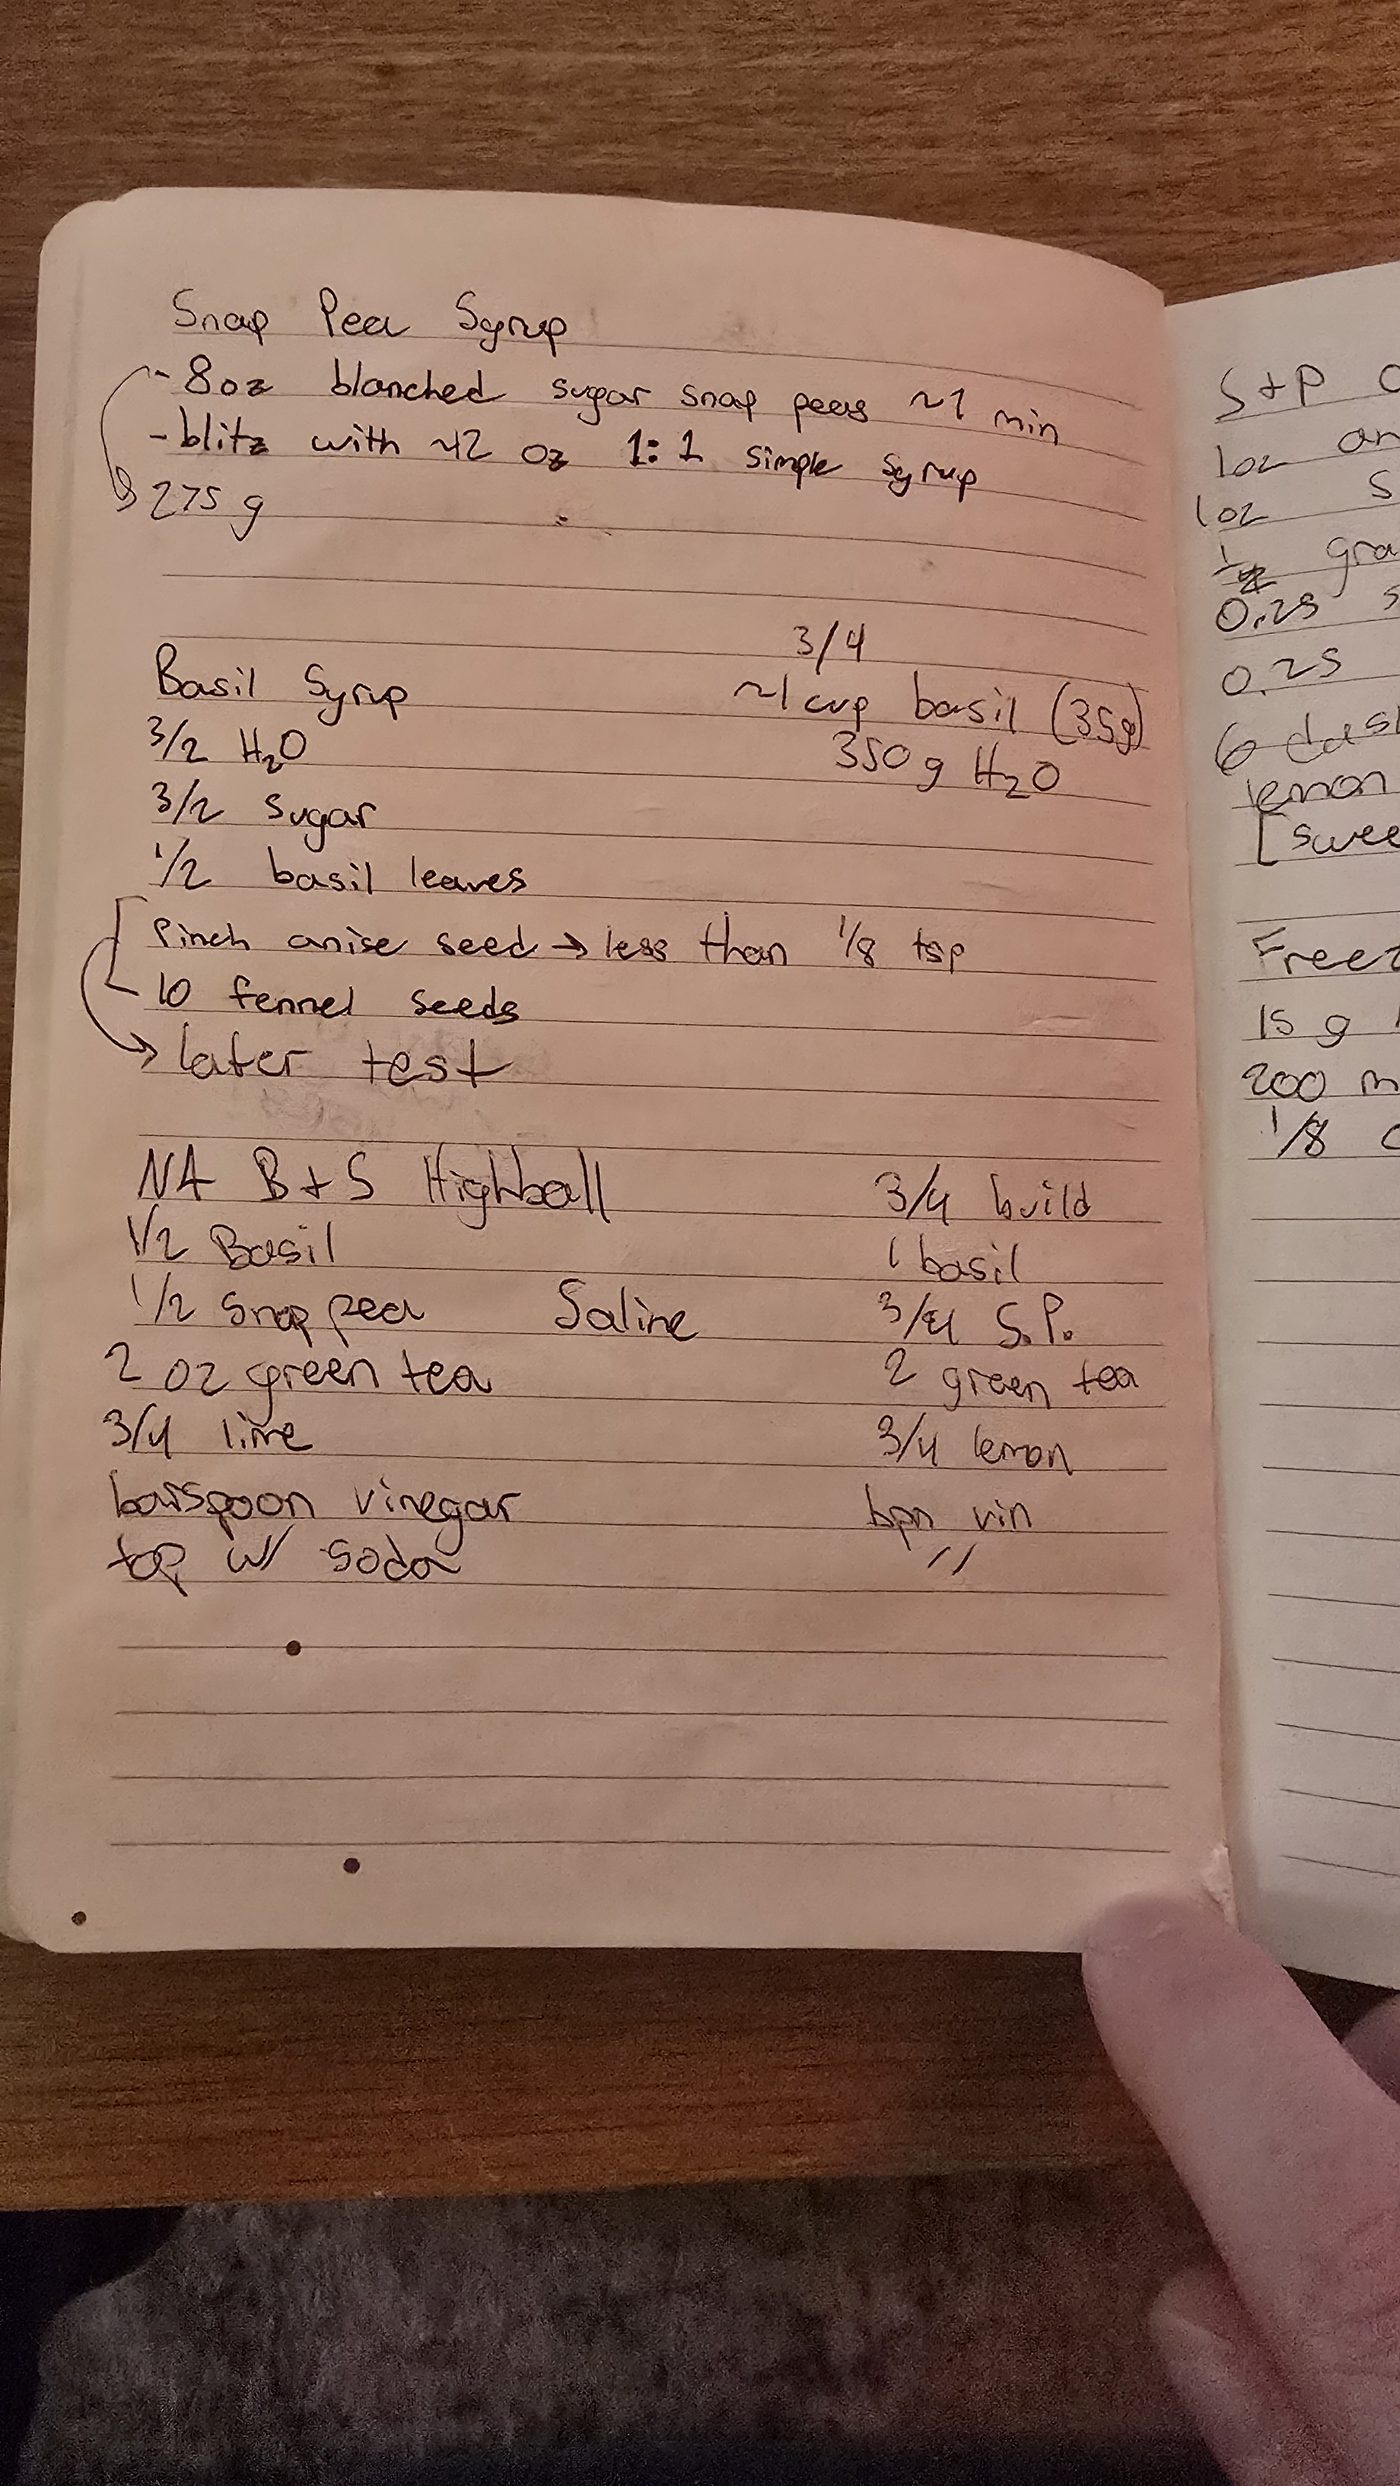 Snap Pea Syrup
- 8oz blanched sugar snap peas ~1 min
- blitz with ~12 oz 1:1 simple syrup
275 g
3/4
Basil Syrup
~1 cup basil (35g)
3/2 H2O
350 g H2O
3/2 sugar
1/2 basil leaves
Pinch anise seed → less than 1/8 tsp
10 fennel seeds
→ later test
NA B+S Highball
1/2 Basil
1/2 snap pea Saline
2 oz green tea
3/4 lime
barspoon vinegar
top w/ soda
3/4 build
1 basil
3/4 S.P.
2 green tea
3/4 lemon
bpn vin
"
S+P
1oz
1oz
0.25
0.25
6 dash
lemon
Freez
15 g
200 m
1/8